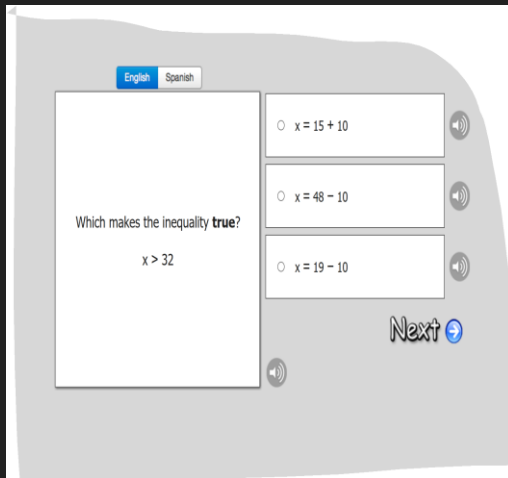 English Spanish
Which makes the inequality true?
x > 32
x = 15 + 10
x = 48 − 10
x = 19 − 10
Next